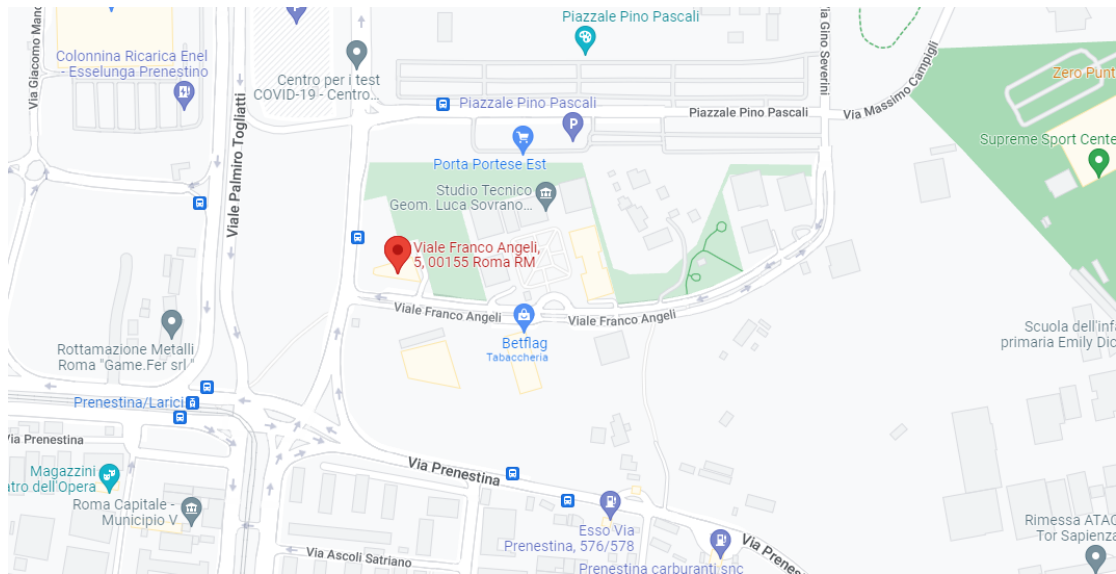 Piazzale Pino Pascali
Colonnina Ricarica Enel
- Esselunga Prenestino
Via Giacomo Mano
Centro per i test
COVID-19 - Centro...
Via Gino Severini
Via Massimo Campigli
Zero Punt
Piazzale Pino Pascali
P
Piazzale Pino Pascali
Viale Palmiro Togliatti
Porta Portese Est
Supreme Sport Cente
Studio Tecnico
Geom. Luca Sovrano...
Viale Franco Angeli,
5, 00155 Roma RM
Viale Franco Angeli
Viale Franco Angeli
Betflag
Tabaccheria
Rottamazione Metalli
Roma "Game.Fer srl "
Scuola dell'infa
primaria Emily Dic
Prenestina/Larici
Via Prenestina
Via Prenestina
Magazzini
atro dell'Opera
Roma Capitale -
Municipio V
Esso Via
Prenestina, 576/578
Via Ascoli Satriano
Prenestina carburanti snc
Via Prene
Rimessa ATAC
Tor Sapienza